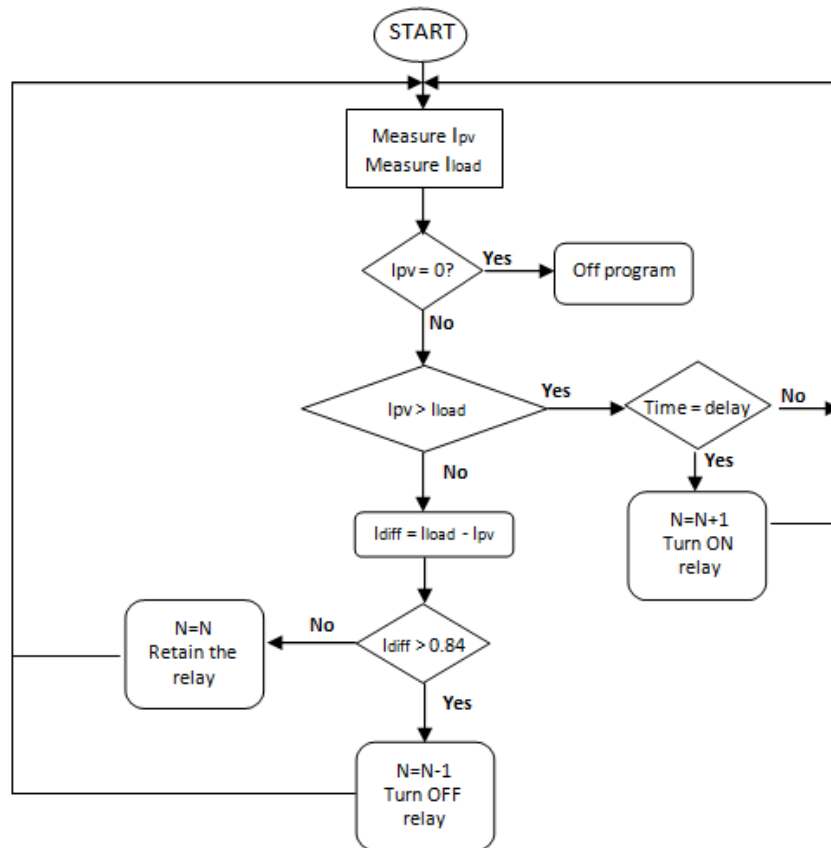 START
Measure Ipv
Measure Iload
Ipv = 0?
Yes
Off program
No
Ipv > Iload
Yes
Time = delay
No
Yes
N=N+1
Turn ON
relay
No
Idiff = Iload - Ipv
Idiff > 0.84
No
N=N
Retain the
relay
Yes
N=N-1
Turn OFF
relay